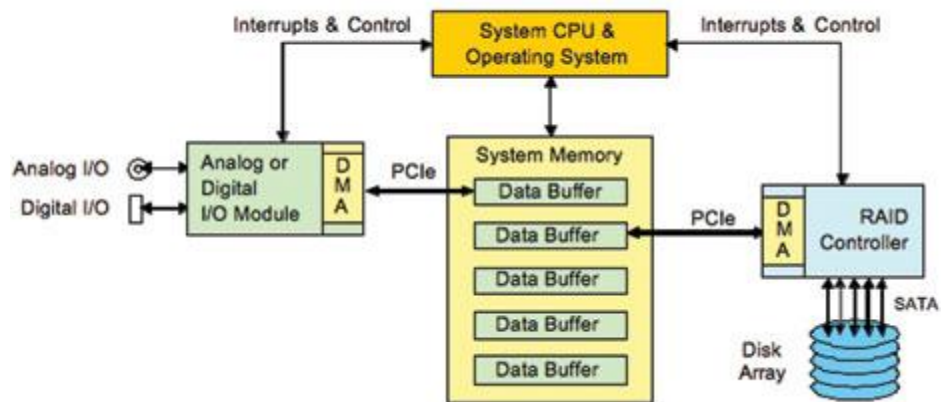 Interrupts & Control
System CPU &
Operating System
Interrupts & Control
Analog I/O
Digital I/O
Analog or
Digital
I/O Module
D
M
A
PCIe
System Memory
Data Buffer
Data Buffer
Data Buffer
Data Buffer
Data Buffer
PCIe
D
M
A
RAID
Controller
SATA
Disk
Array